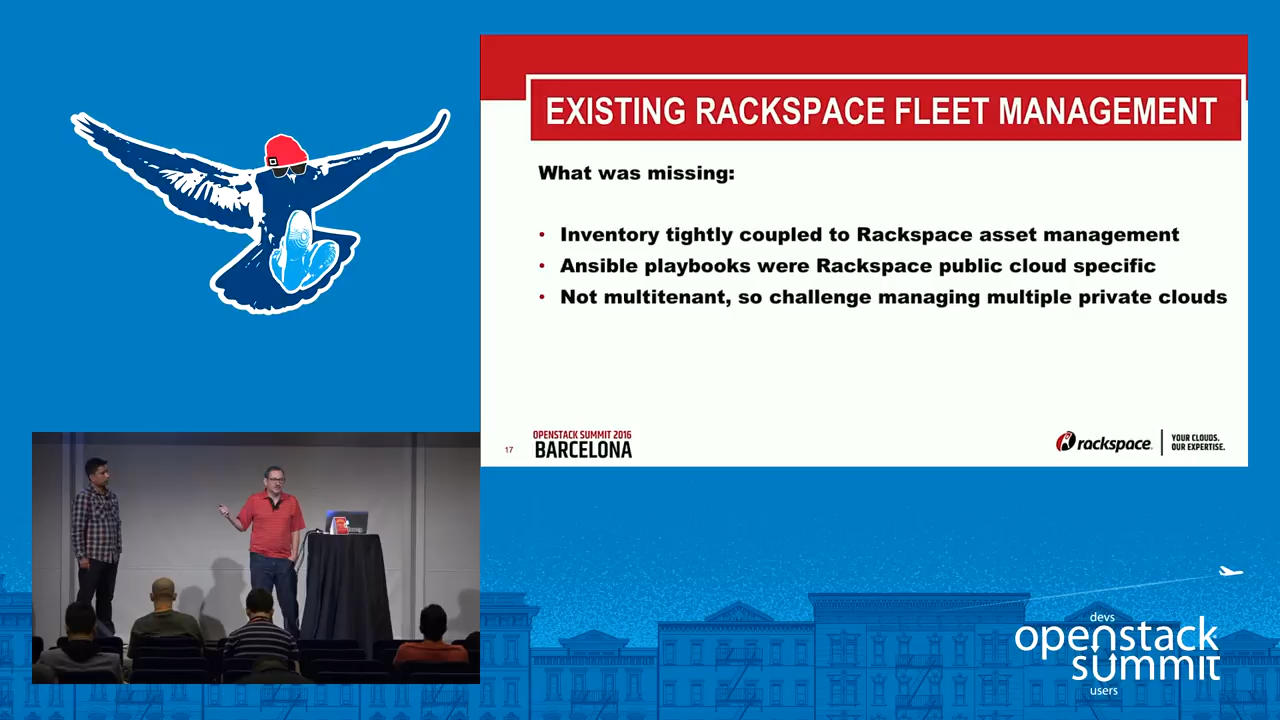 EXISTING RACKSPACE FLEET MANAGEMENT
What was missing:
• Inventory tightly coupled to Rackspace asset management
• Ansible playbooks were Rackspace public cloud specific
• Not multitenant, so challenge managing multiple private clouds
17
OPENSTACK SUMMIT 2016
BARCELONA
rackspace.
YOUR CLOUDS.
OUR EXPERTISE.
devs
openstack
summit
users